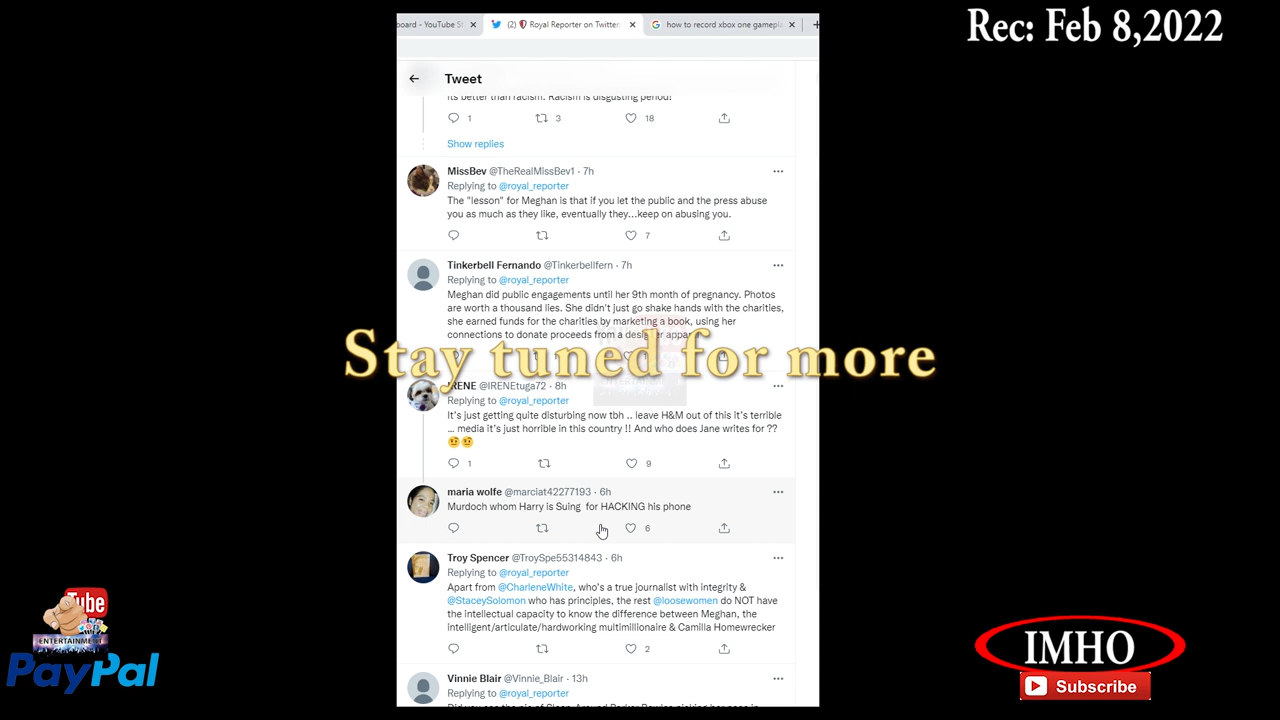 Rec: Feb 8,2022
board - YouTube St
(2) Royal Reporter on Twitter
how to record xbox one gamepl
Tweet
its better than racism. Racism is disgusting period!
1 3 18
Show replies
MissBev @TheRealMissBev1 · 7h
Replying to @royal_reporter
The "lesson" for Meghan is that if you let the public and the press abuse
you as much as they like, eventually they...keep on abusing you.
7
Tinkerbell Fernando @Tinkerbellfern · 7h
Replying to @royal_reporter
Meghan did public engagements until her 9th month of pregnancy. Photos
are worth a thousand lies. She didn't just go shake hands with the charities,
she earned funds for the charities by marketing a book, using her
connections to donate proceeds from a designer
Stay tuned for more
IRENE @IRENEtuga72 · 8h
Replying to @royal_reporter
It's just getting quite disturbing now tbh .. leave H&M out of this it's terrible
... media it's just horrible in this country !! And who does Jane writes for ??
🤨🤨
1 9
maria wolfe @marciat42277193 · 6h
Murdoch whom Harry is Suing for HACKING his phone
6
Troy Spencer @TroySpe55314843 · 6h
Replying to @royal_reporter
Apart from @CharleneWhite, who's a true journalist with integrity &
@StaceySolomon who has principles, the rest @loosewomen do NOT have
the intellectual capacity to know the difference between Meghan, the
intelligent/articulate/hardworking multimillionaire & Camilla Homewrecker
2
Vinnie Blair @Vinnie_Blair · 13h
Replying to @royal_reporter
Tube
ENTERTAINMENT
PayPal
IMHO
Subscribe